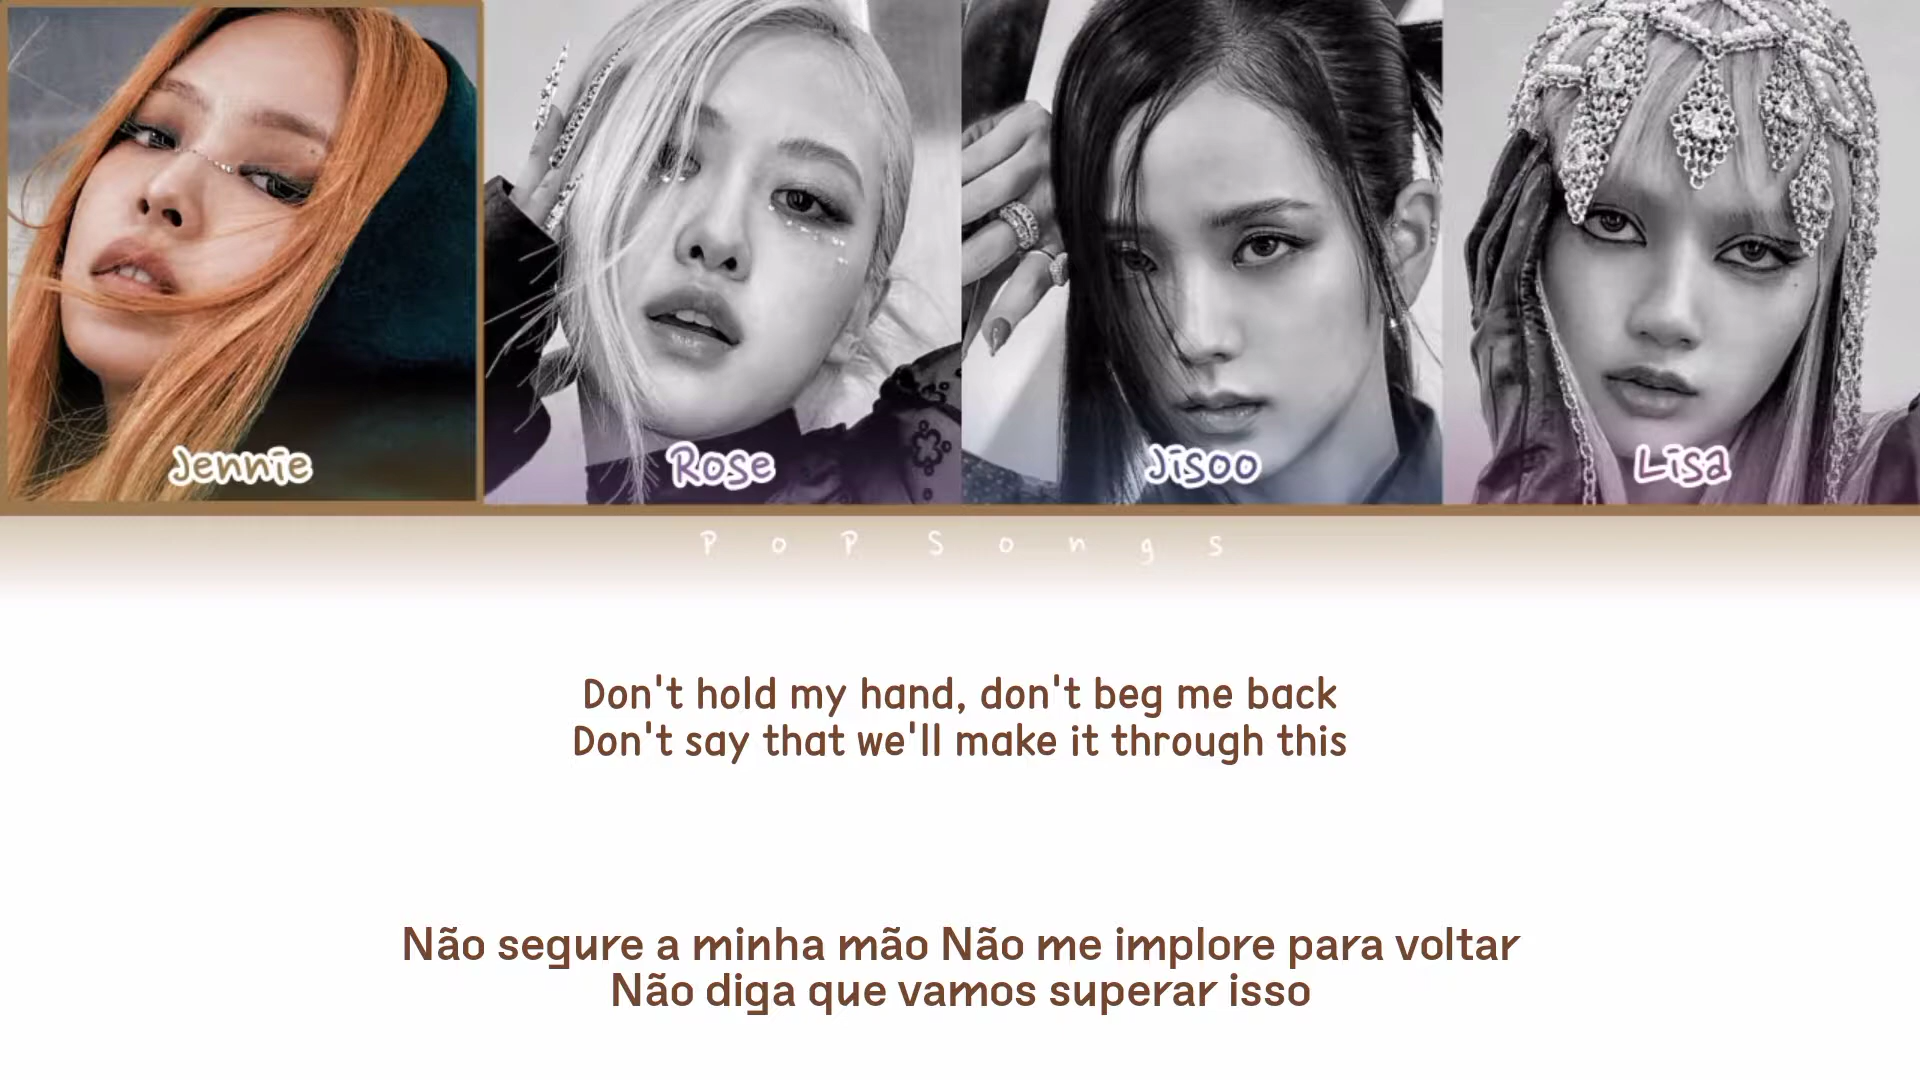 Jennie
Rose
Jisoo
Lisa
PoPSongs
Don't hold my hand, don't beg me back
Don't say that we'll make it through this
Não segure a minha mão Não me implore para voltar
Não diga que vamos superar isso